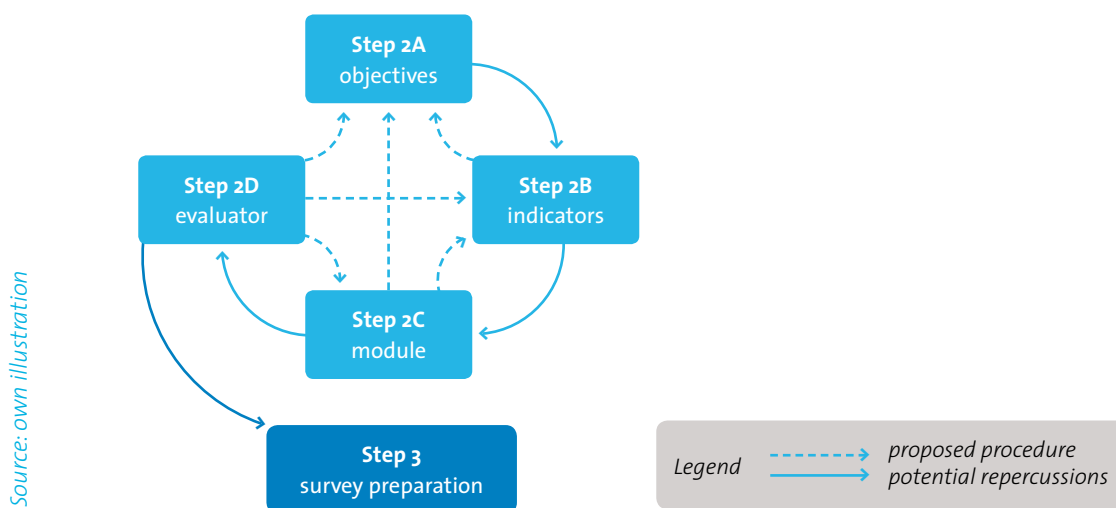 Step 2A
objectives
Step 2D
evaluator
Step 2B
indicators
Step 2C
module
Step 3
survey preparation
Source: own illustration
Legend
proposed procedure
potential repercussions